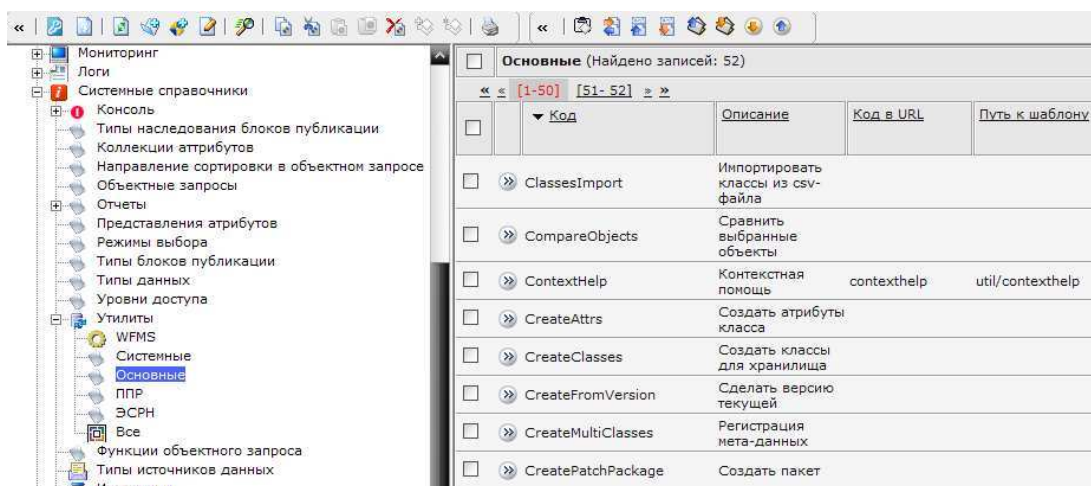 Мониторинг
Логи
Системные справочники
Консоль
Типы наследования блоков публикации
Коллекции аттрибутов
Направление сортировки в объектном запросе
Объектные запросы
Отчеты
Представления атрибутов
Режимы выбора
Типы блоков публикации
Типы данных
Уровни доступа
Утилиты
WFMS
Системные
Основные
ППР
ЭСРН
Все
Функции объектного запроса
Типы источников данных
Основные (Найдено записей: 52)
« « [1-50] [51- 52] » »
Код Описание Код в URL Путь к шаблону
ClassesImport Импортировать
классы из csv-
файла
CompareObjects Сравнить
выбранные
объекты
ContextHelp Контекстная
помощь contexthelp util/contexthelp
CreateAttrs Создать атрибуты
класса
CreateClasses Создать классы
для хранилища
CreateFromVersion Сделать версию
текущей
CreateMultiClasses Регистрация
мета-данных
CreatePatchPackage Создать пакет